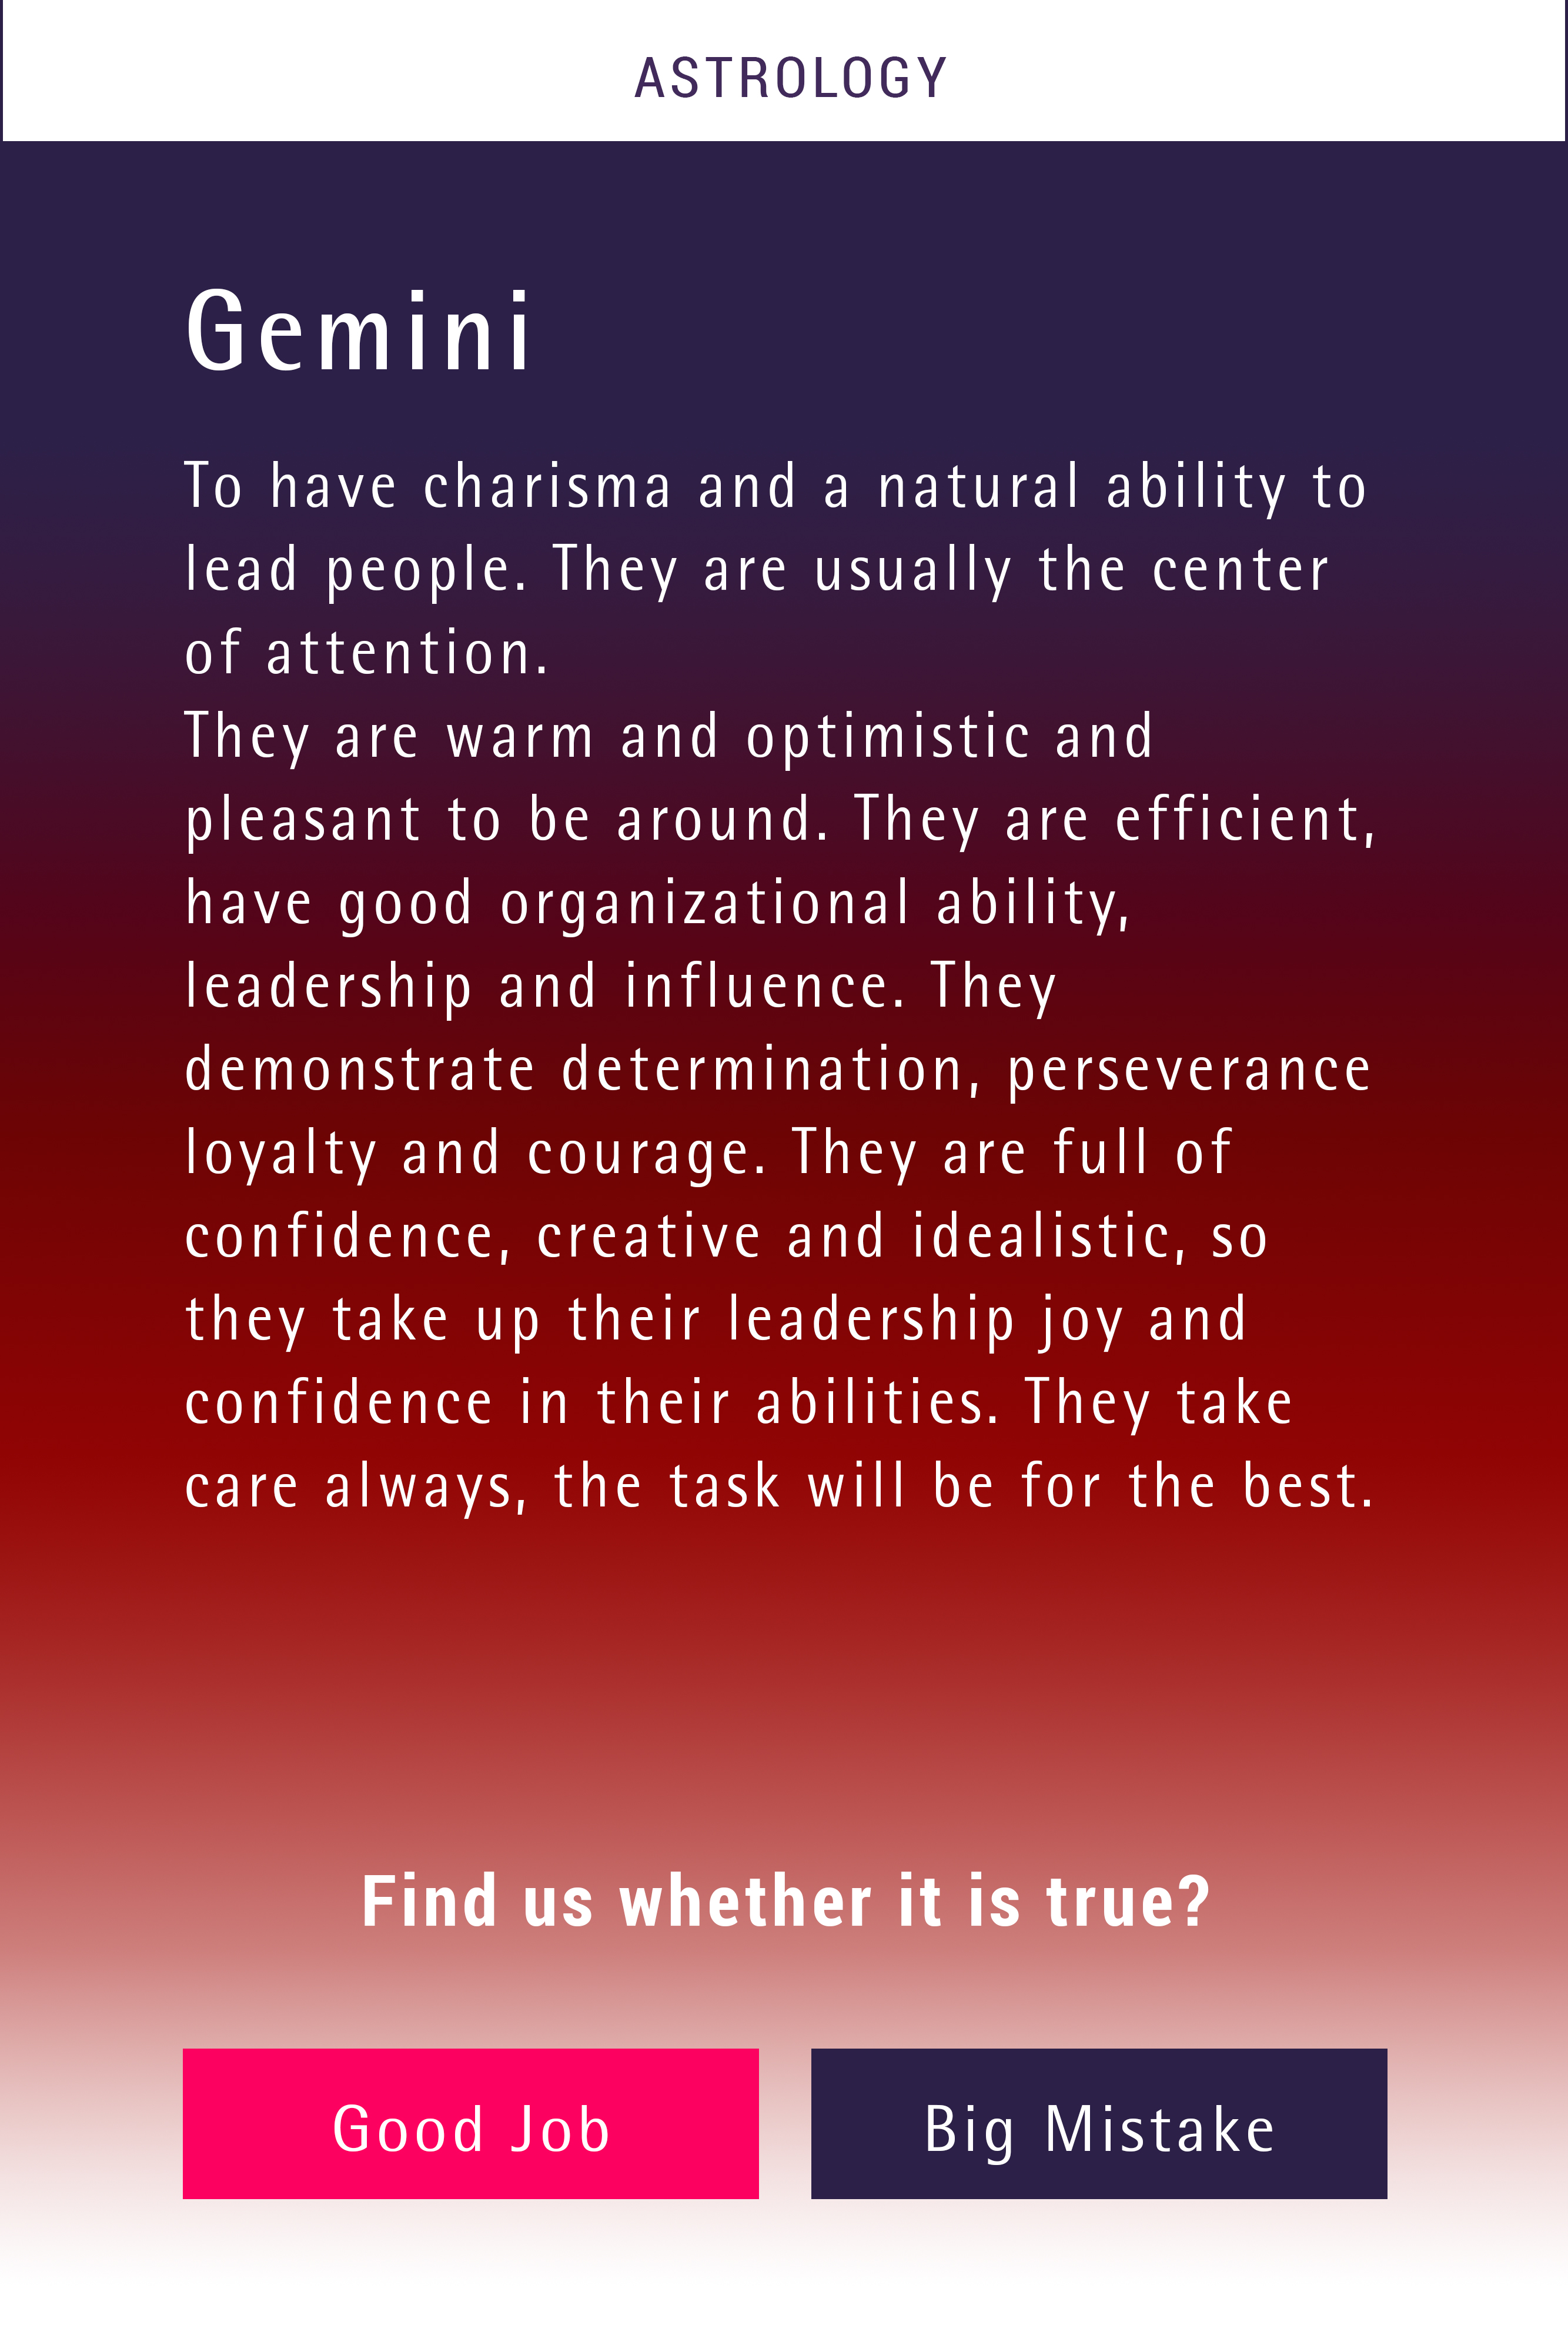 ASTROLOGY
Gemini
To have charisma and a natural ability to
lead people. They are usually the center
of attention.
They are warm and optimistic and
pleasant to be around. They are efficient,
have good organizational ability,
leadership and influence. They
demonstrate determination, perseverance
loyalty and courage. They are full of
confidence, creative and idealistic, so
they take up their leadership joy and
confidence in their abilities. They take
care always, the task will be for the best.
Find us whether it is true?
Good Job
Big Mistake